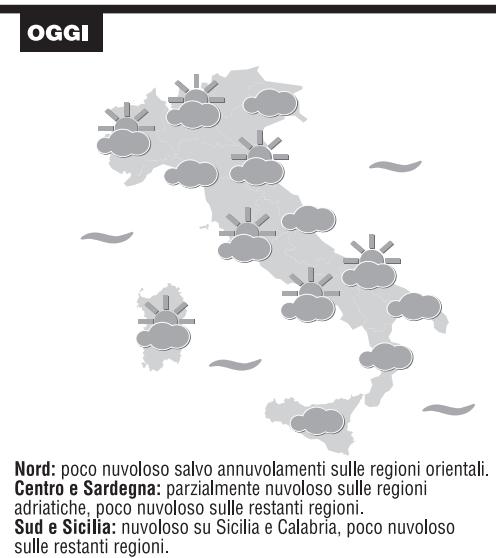 OGGI
Nord: poco nuvoloso salvo annuvolamenti sulle regioni orientali.
Centro e Sardegna: parzialmente nuvoloso sulle regioni
adriatiche, poco nuvoloso sulle restanti regioni.
Sud e Sicilia: nuvoloso su Sicilia e Calabria, poco nuvoloso
sulle restanti regioni.